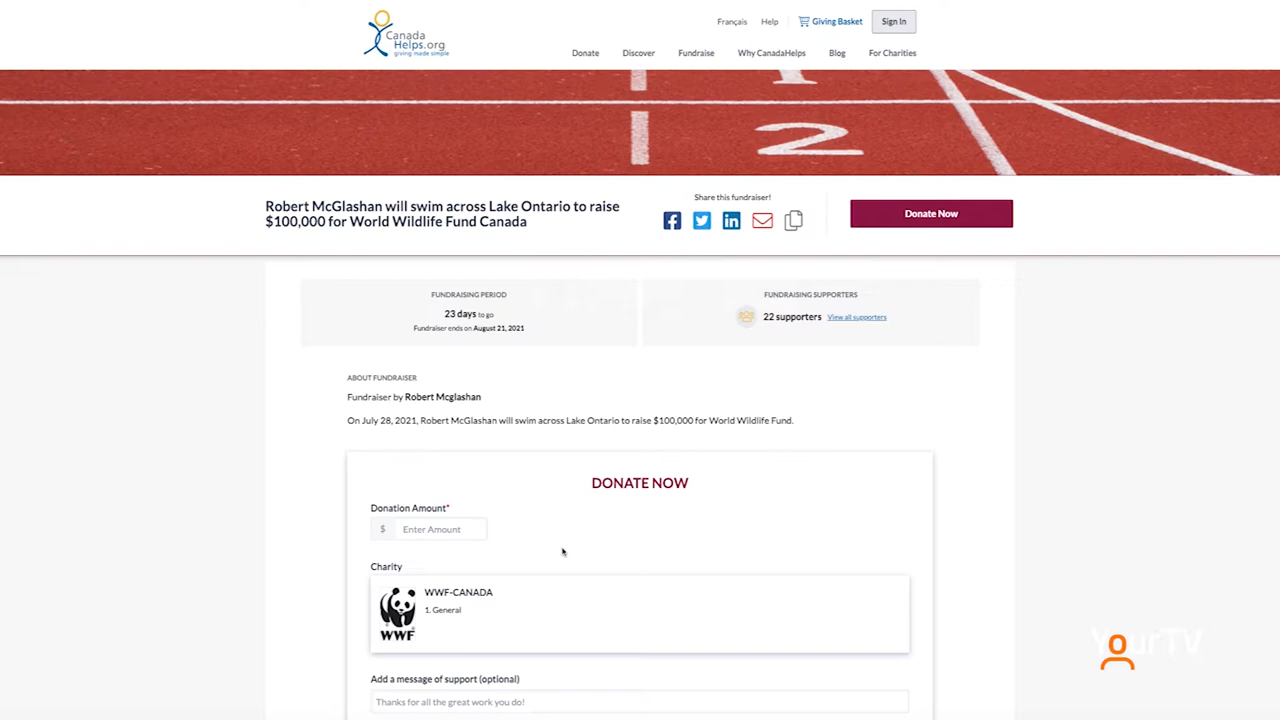 Canada
Helps.org
giving made simple
Français Help Giving Basket Sign In
Donate Discover Fundraise Why CanadaHelps Blog For Charities
1
2
Robert McGlashan will swim across Lake Ontario to raise
$100,000 for World Wildlife Fund Canada
Share this fundraiser!
Donate Now
FUNDRAISING PERIOD
23 days to go
Fundraiser ends on August 21, 2021
FUNDRAISING SUPPORTERS
22 supporters View all supporters
ABOUT FUNDRAISER
Fundraiser by Robert Mcglashan
On July 28, 2021, Robert McGlashan will swim across Lake Ontario to raise $100,000 for World Wildlife Fund.
DONATE NOW
Donation Amount*
$ Enter Amount
Charity
WWF-CANADA
1. General
WWF
Add a message of support (optional)
Thanks for all the great work you do!
YourTV